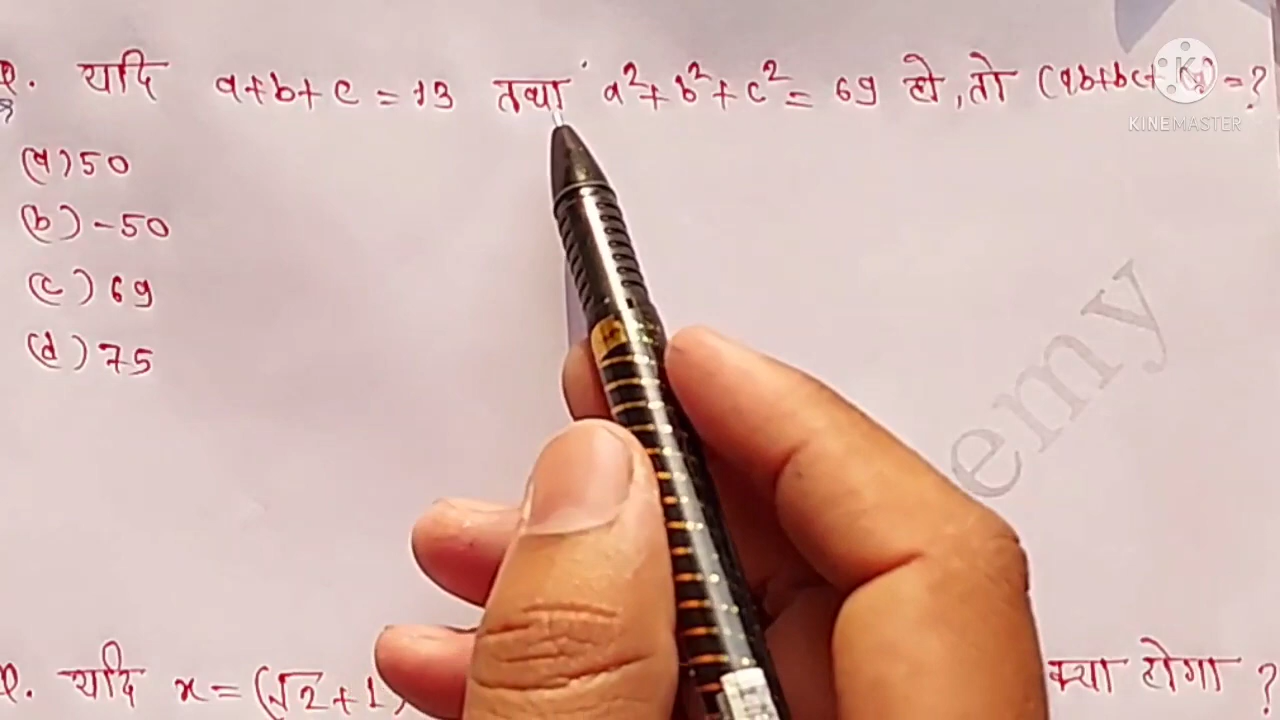 Q. यदि a+b+c = 13 तथा a²+b²+c² = 69 हो, तो (ab+bc+ ) = ?
KINEMASTER
(a) 50
(b) -50
(c) 69
(d) 75
emy
Q. यदि x = (√2+1) क्या होगा ?